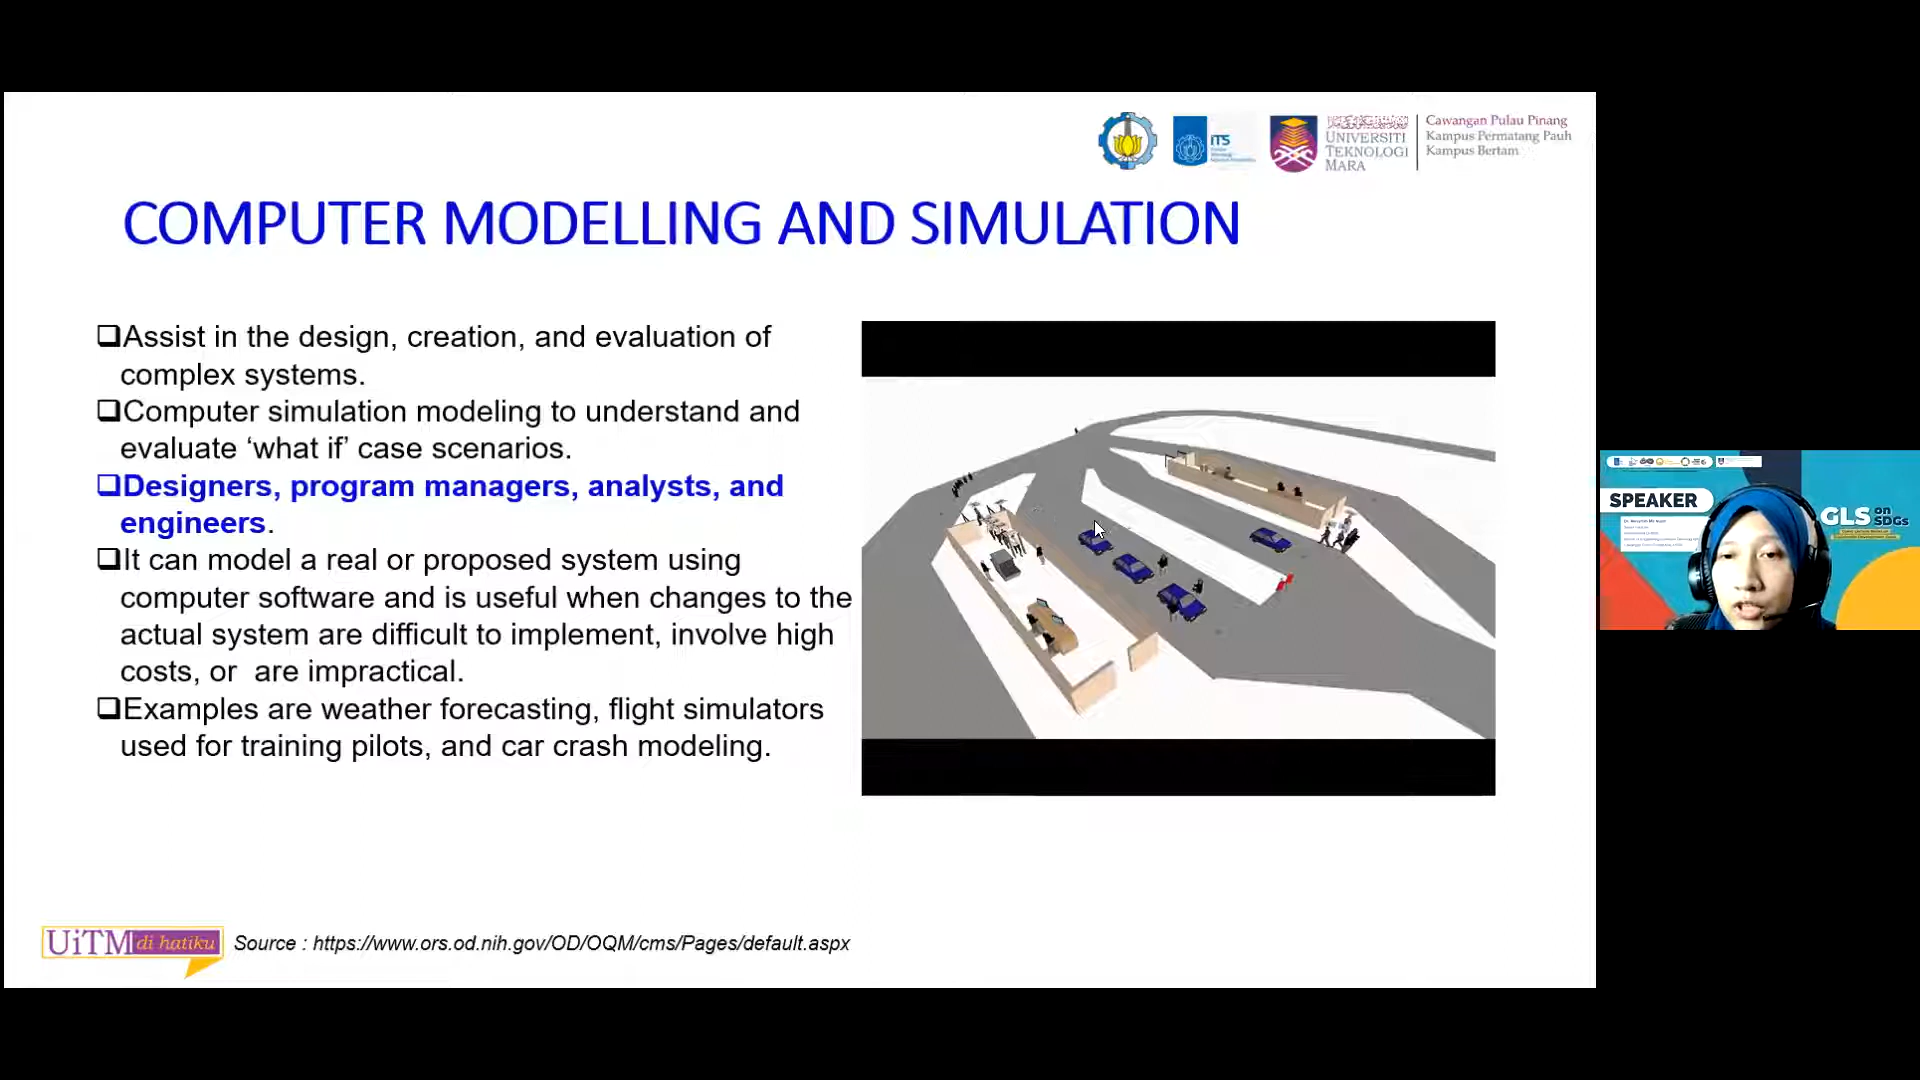 iTS
UNIVERSITI
TEKNOLOGI
MARA
Cawangan Pulau Pinang
Kampus Permatang Pauh
Kampus Bertam
COMPUTER MODELLING AND SIMULATION
❑Assist in the design, creation, and evaluation of
complex systems.
❑Computer simulation modeling to understand and
evaluate ‘what if’ case scenarios.
❑Designers, program managers, analysts, and
engineers.
❑It can model a real or proposed system using
computer software and is useful when changes to the
actual system are difficult to implement, involve high
costs, or are impractical.
❑Examples are weather forecasting, flight simulators
used for training pilots, and car crash modeling.
SPEAKER
GLS on
SDGs
UiTM di hatiku
Source : https://www.ors.od.nih.gov/OD/OQM/cms/Pages/default.aspx